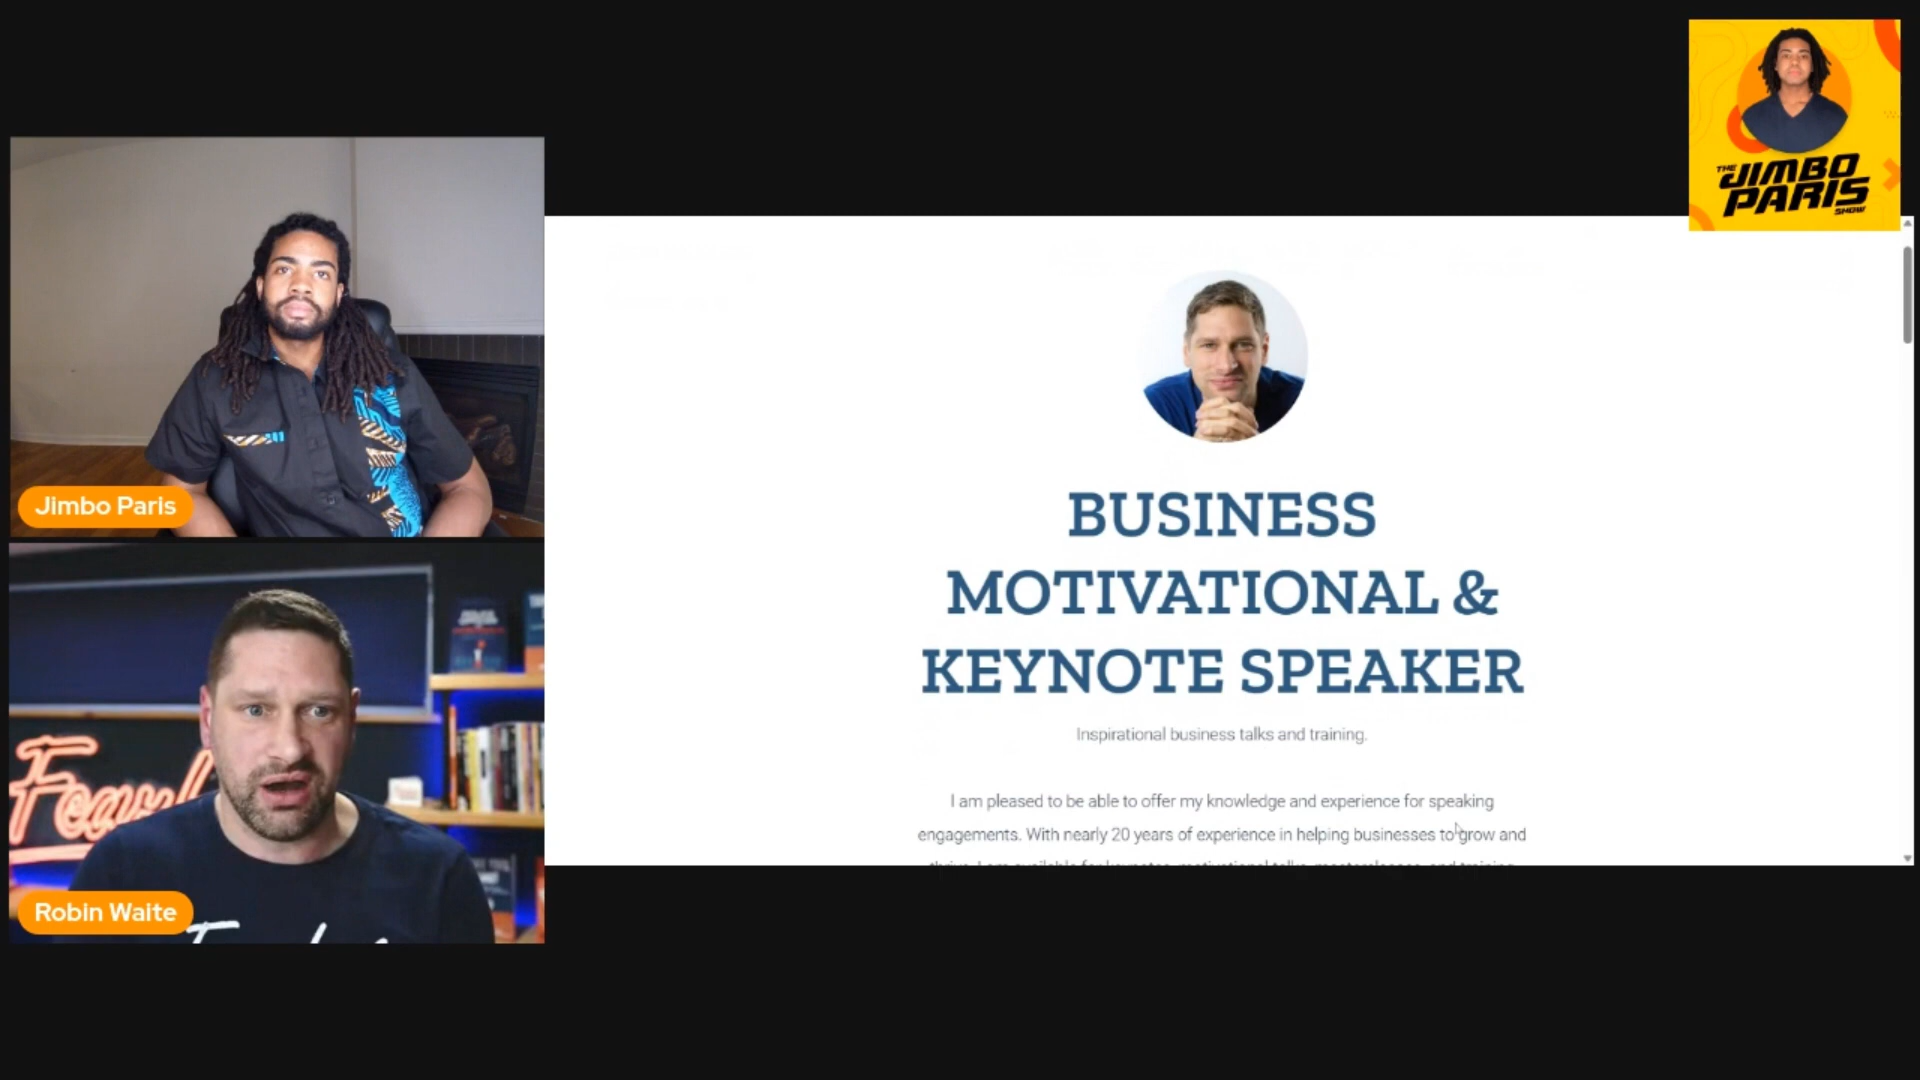 THE
JIMBO
PARIS
SHOW
Jimbo Paris
BUSINESS
MOTIVATIONAL &
KEYNOTE SPEAKER
Inspirational business talks and training.
I am pleased to be able to offer my knowledge and experience for speaking
engagements. With nearly 20 years of experience in helping businesses to grow and
Robin Waite